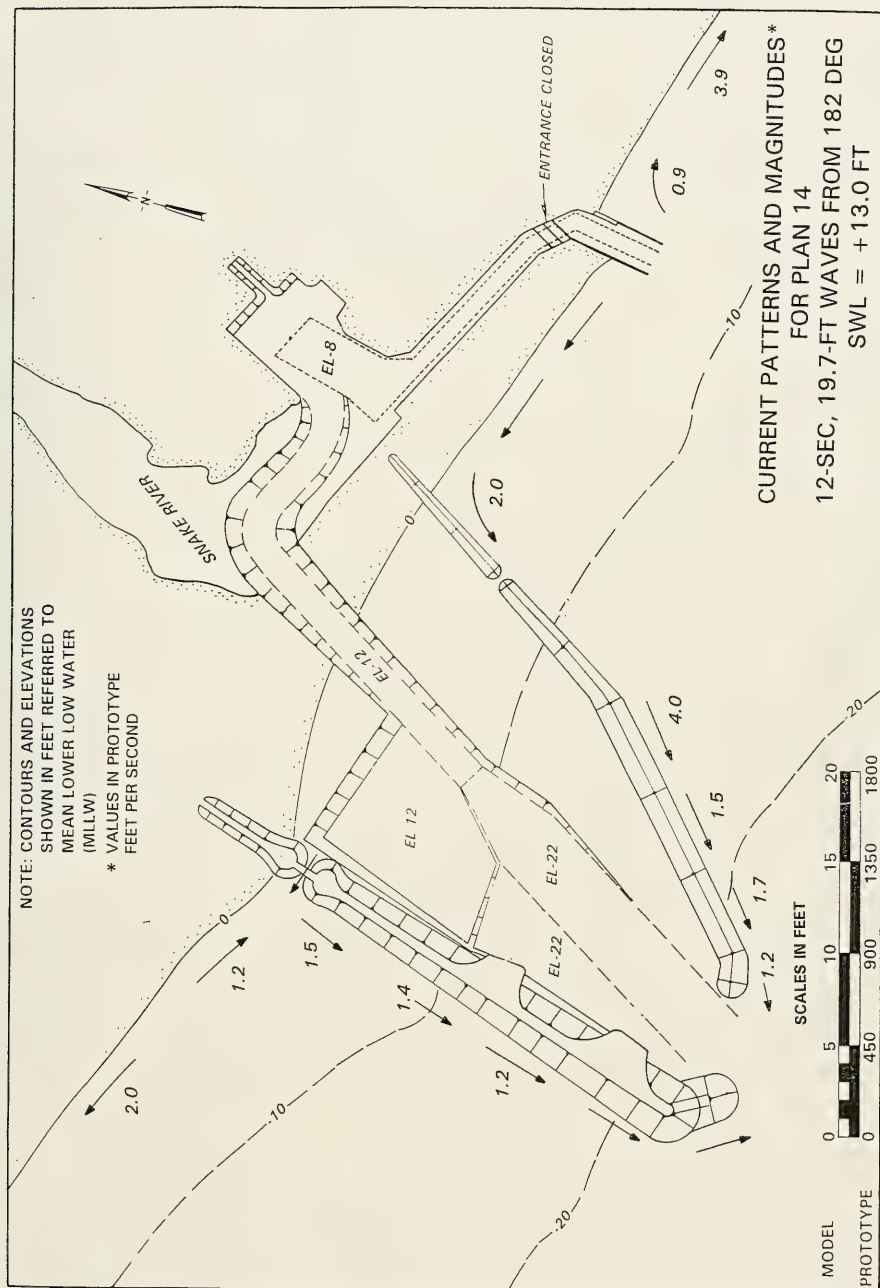 NOTE: CONTOURS AND ELEVATIONS
SHOWN IN FEET REFERRED TO
MEAN LOWER LOW WATER
(MLLW)
* VALUES IN PROTOTYPE
FEET PER SECOND
SNAKE RIVER
N
EL-8
ENTRANCE CLOSED
0
0
2.0
1.2
1.5
1.4
1.2
EL-12
EL 12
EL-22
EL-22
2.0
4.0
1.5
1.7
1.2
0.9
3.9
-10
-10
-20
-20
SCALES IN FEET
MODEL
0 5 10 15 20
PROTOTYPE
0 450 900 1350 1800
CURRENT PATTERNS AND MAGNITUDES*
FOR PLAN 14
12-SEC, 19.7-FT WAVES FROM 182 DEG
SWL = +13.0 FT